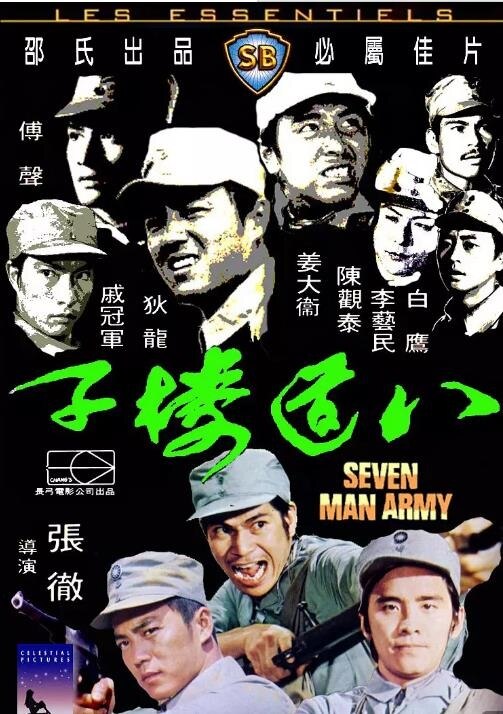 LES ESSENTIELS
邵氏出品
SB
必屬佳片
傅聲
戚冠軍
狄龍
姜大衞
陳觀泰
李藝民
白鷹
八道樓子
CHANG'S
長弓電影公司出品
SEVEN
MAN ARMY
導演
張徹
CELESTIAL
PICTURES